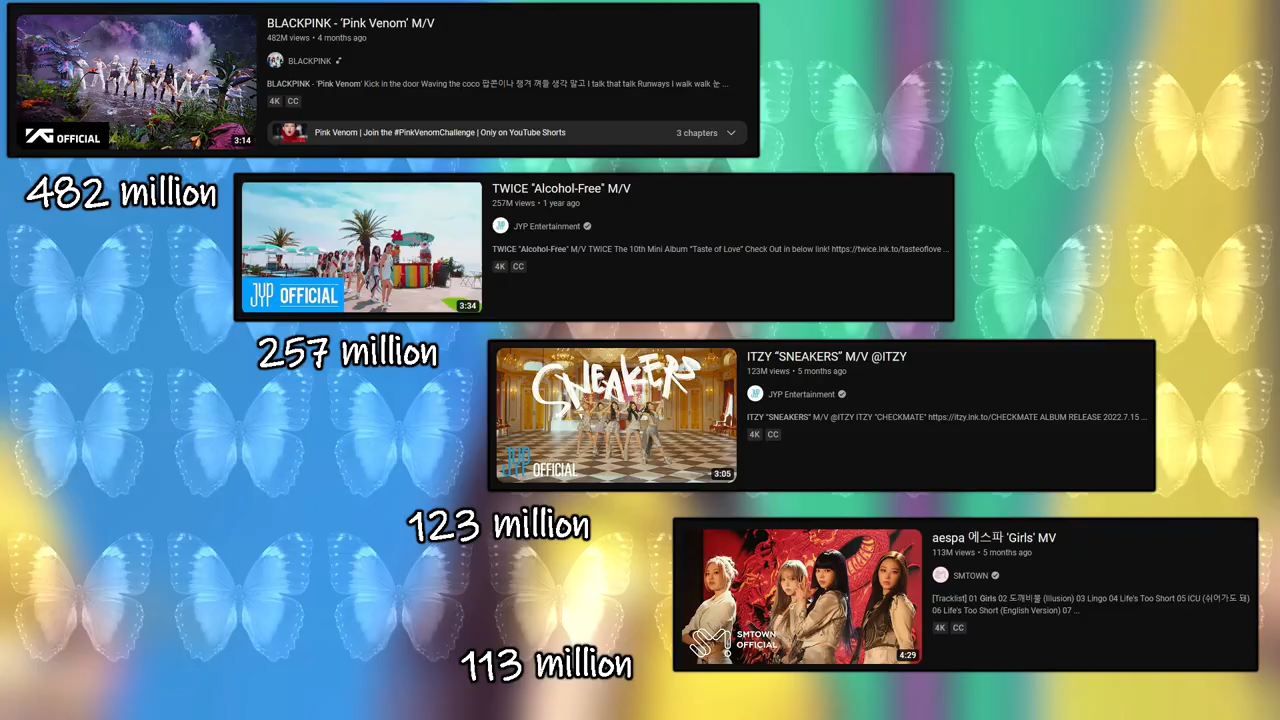 BLACKPINK - ‘Pink Venom’ M/V
482M views • 4 months ago
BLACKPINK
BLACKPINK - 'Pink Venom' Kick in the door Waving the coco 팝콘이나 챙겨 껴들 생각 말고 I talk that talk Runways I walk walk 눈 ...
4K CC
Pink Venom | Join the #PinkVenomChallenge | Only on YouTube Shorts
3 chapters
YG OFFICIAL
3:14
482 million
TWICE "Alcohol-Free" M/V
257M views • 1 year ago
JYP Entertainment
TWICE "Alcohol-Free" M/V TWICE The 10th Mini Album "Taste of Love" Check Out in below link! https://twice.lnk.to/tasteoflove ...
4K CC
JYP OFFICIAL
3:34
257 million
SNEAKERS
ITZY “SNEAKERS” M/V @ITZY
123M views • 5 months ago
JYP Entertainment
ITZY "SNEAKERS" M/V @ITZY ITZY "CHECKMATE" https://itzy.lnk.to/CHECKMATE ALBUM RELEASE 2022.7.15 ...
4K CC
JYP OFFICIAL
3:05
123 million
aespa 에스파 'Girls' MV
113M views • 5 months ago
SMTOWN
[Tracklist] 01 Girls 02 도깨비불 (Illusion) 03 Lingo 04 Life's Too Short 05 ICU (쉬어가도 돼)
06 Life's Too Short (English Version) 07 ...
4K CC
SMTOWN
OFFICIAL
4:29
113 million